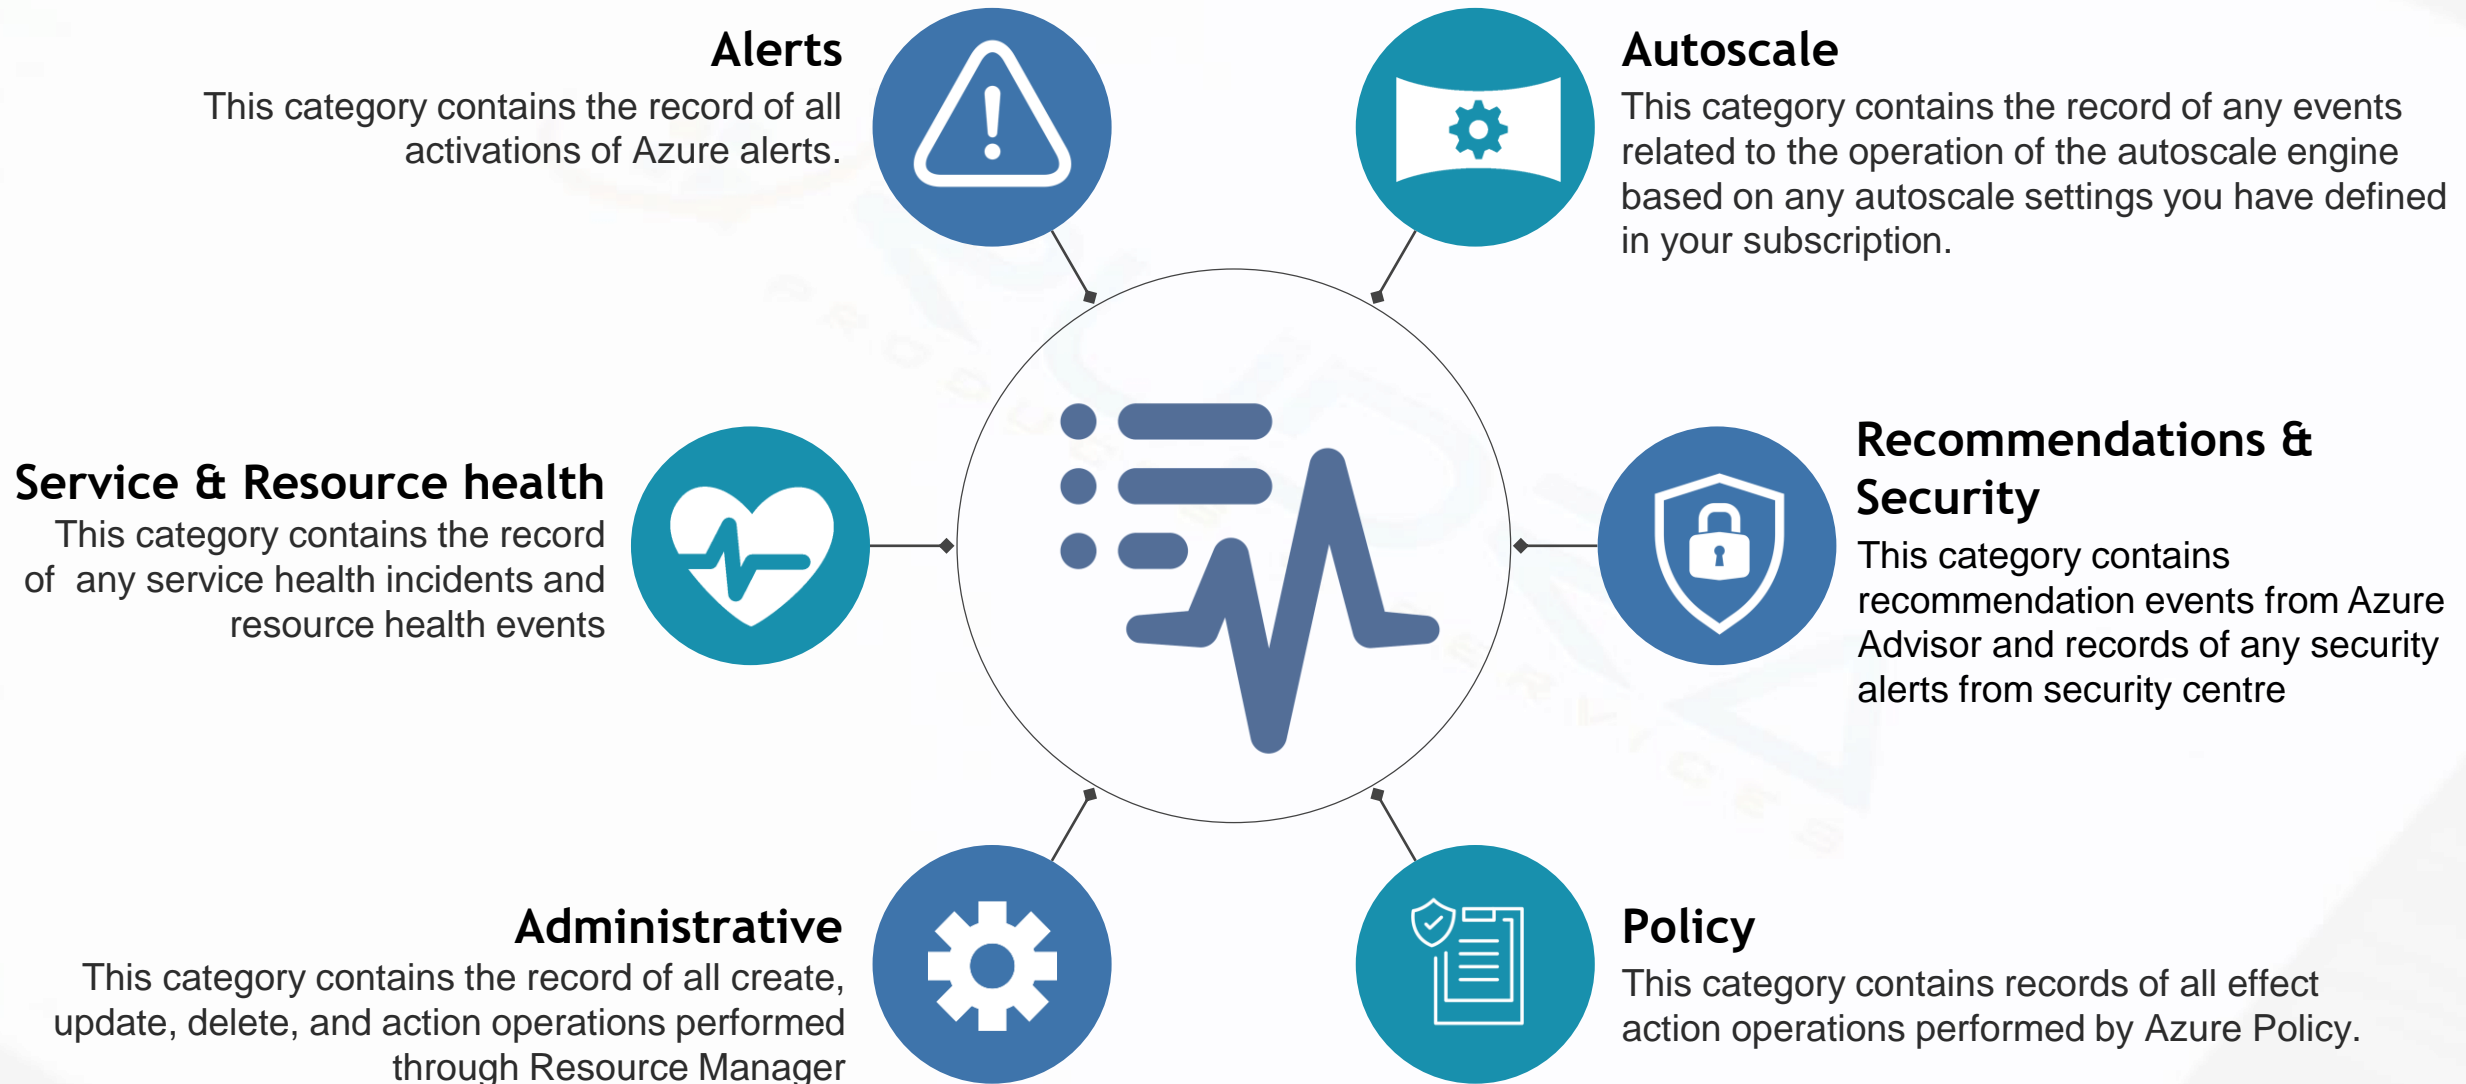 Alerts
This category contains the record of all
activations of Azure alerts.
Autoscale
This category contains the record of any events
related to the operation of the autoscale engine
based on any autoscale settings you have defined
in your subscription.
Service & Resource health
This category contains the record
of  any service health incidents and
resource health events
Recommendations &
Security
This category contains
recommendation events from Azure
Advisor and records of any security
alerts from security centre
Administrative
This category contains the record of all create,
update, delete, and action operations performed
through Resource Manager
Policy
This category contains records of all effect
action operations performed by Azure Policy.